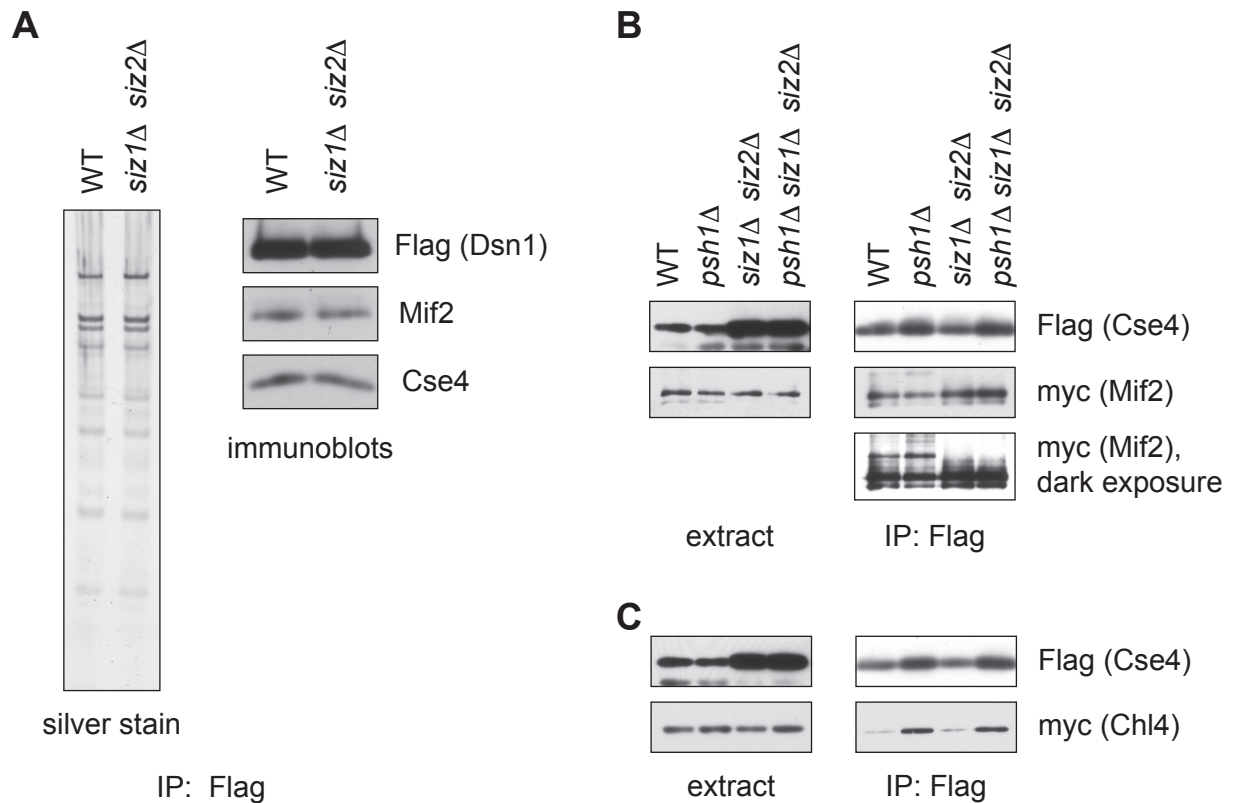 A
WT
siz1Δ siz2Δ
WT
siz1Δ siz2Δ
Flag (Dsn1)
Mif2
Cse4
immunoblots
silver stain
IP: Flag
B
WT
psh1Δ
siz1Δ siz2Δ
psh1Δ siz1Δ siz2Δ
WT
psh1Δ
siz1Δ siz2Δ
psh1Δ siz1Δ siz2Δ
Flag (Cse4)
myc (Mif2)
myc (Mif2),
dark exposure
extract
IP: Flag
C
Flag (Cse4)
myc (Chl4)
extract
IP: Flag